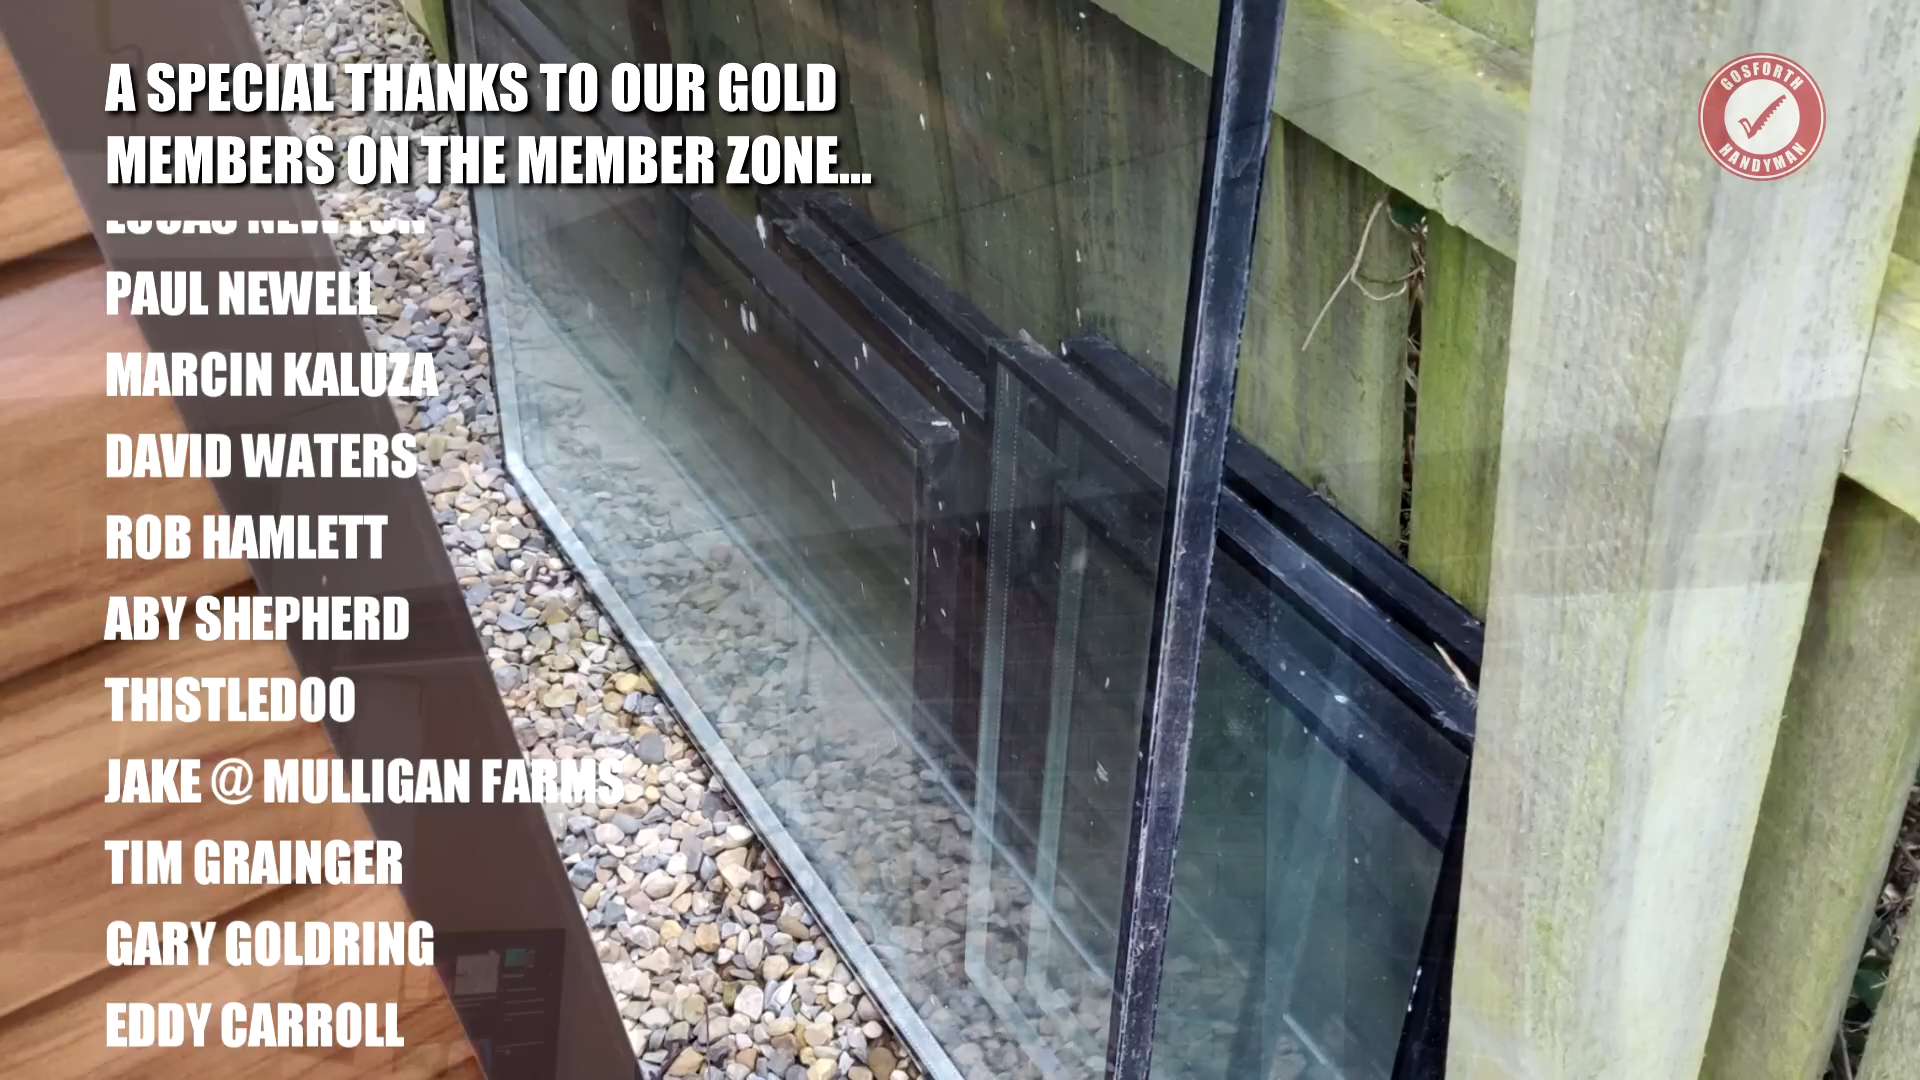 A SPECIAL THANKS TO OUR GOLD
MEMBERS ON THE MEMBER ZONE...
GOSFORTH
HANDYMAN
NEWTON
PAUL NEWELL
MARCIN KALUZA
DAVID WATERS
ROB HAMLETT
ABY SHEPHERD
THISTLEDOO
JAKE @ MULLIGAN FARMS
TIM GRAINGER
GARY GOLDRING
EDDY CARROLL